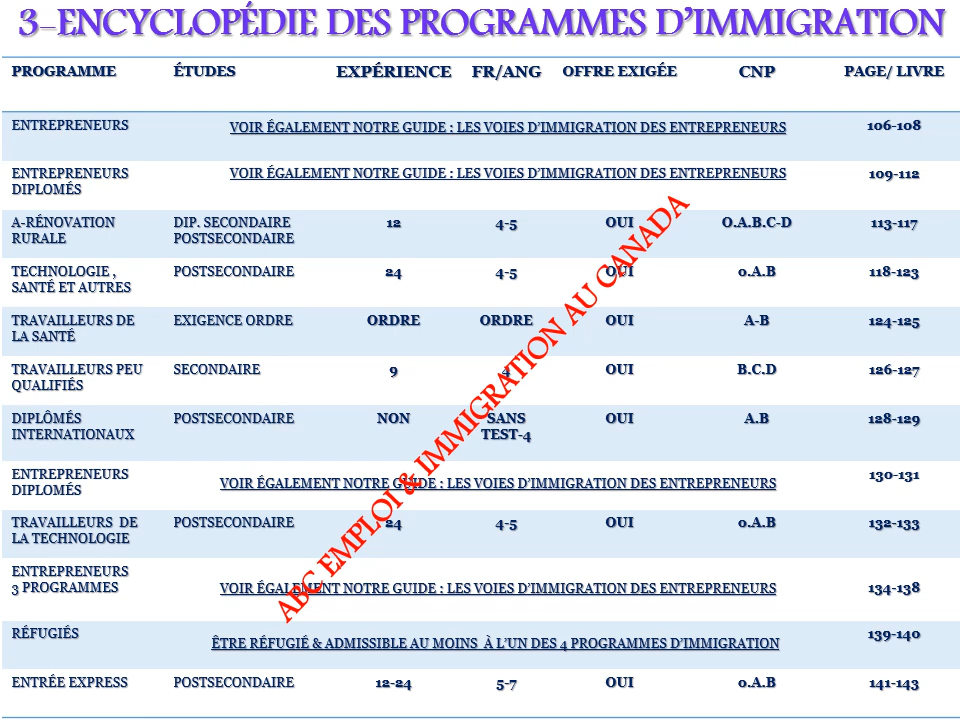 3-ENCYCLOPÉDIE DES PROGRAMMES D'IMMIGRATION
PROGRAMME ÉTUDES EXPÉRIENCE FR/ANG OFFRE EXIGÉE CNP PAGE/ LIVRE
ENTREPRENEURS VOIR ÉGALEMENT NOTRE GUIDE : LES VOIES D'IMMIGRATION DES ENTREPRENEURS 106-108
ENTREPRENEURS VOIR ÉGALEMENT NOTRE GUIDE : LES VOIES D'IMMIGRATION DES ENTREPRENEURS 109-112
DIPLOMÉS
A-RÉNOVATION DIP. SECONDAIRE 12 4-5 OUI O.A.B.C-D 113-117
RURALE POSTSECONDAIRE
TECHNOLOGIE , POSTSECONDAIRE 24 4-5 OUI 0.A.B 118-123
SANTÉ ET AUTRES
TRAVAILLEURS DE EXIGENCE ORDRE ORDRE ORDRE OUI A-B 124-125
LA SANTÉ
TRAVAILLEURS PEU SECONDAIRE 9 4 OUI B.C.D 126-127
QUALIFIÉS
DIPLÔMÉS POSTSECONDAIRE NON SANS OUI A.B 128-129
INTERNATIONAUX TEST-4
ENTREPRENEURS 130-131
DIPLOMÉS VOIR ÉGALEMENT NOTRE GUIDE : LES VOIES D'IMMIGRATION DES ENTREPRENEURS
TRAVAILLEURS DE POSTSECONDAIRE 24 4-5 OUI 0.A.B 132-133
LA TECHNOLOGIE
ENTREPRENEURS
3 PROGRAMMES VOIR ÉGALEMENT NOTRE GUIDE : LES VOIES D'IMMIGRATION DES ENTREPRENEURS 134-138
RÉFUGIÉS 139-140
ÊTRE RÉFUGIÉ & ADMISSIBLE AU MOINS À L'UN DES 4 PROGRAMMES D'IMMIGRATION
ENTRÉE EXPRESS POSTSECONDAIRE 12-24 5-7 OUI 0.A.B 141-143
ABC EMPLOI & IMMIGRATION AU CANADA